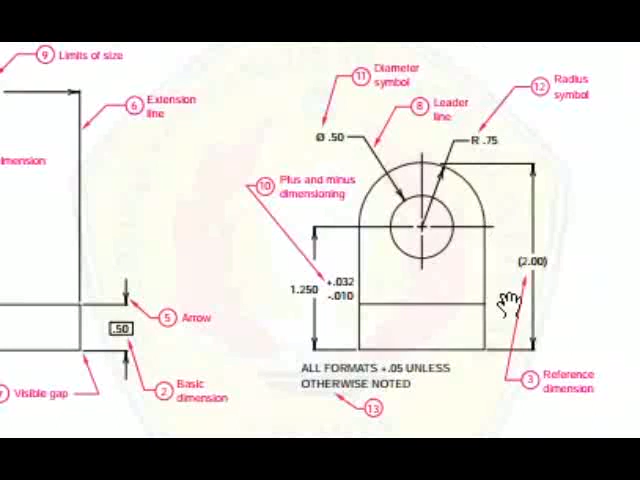 9 Limits of size
6 Extension
line
imension
11 Diameter
symbol
8 Leader
line
12 Radius
symbol
Ø .50
R .75
10 Plus and minus
dimensioning
(2.00)
1.250 +.032
-.010
5 Arrow
.50
2 Basic
dimension
Visible gap
ALL FORMATS +.05 UNLESS
OTHERWISE NOTED
13
3 Reference
dimension